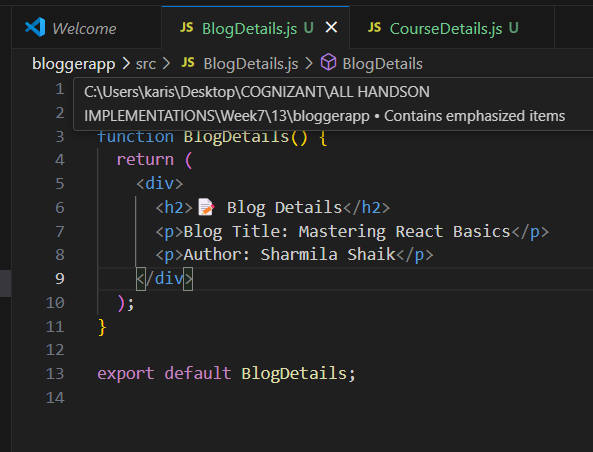 Welcome JS BlogDetails.js U JS CourseDetails.js U
bloggerapp > src > JS BlogDetails.js > BlogDetails
1
C:\Users\karis\Desktop\COGNIZANT\ALL HANDSON
2
IMPLEMENTATIONS\Week7\13\bloggerapp • Contains emphasized items
3 function BlogDetails() {
4 return (
5 <div>
6 <h2>📝 Blog Details</h2>
7 <p>Blog Title: Mastering React Basics</p>
8 <p>Author: Sharmila Shaik</p>
9 </div>
10 );
11 }
12
13 export default BlogDetails;
14